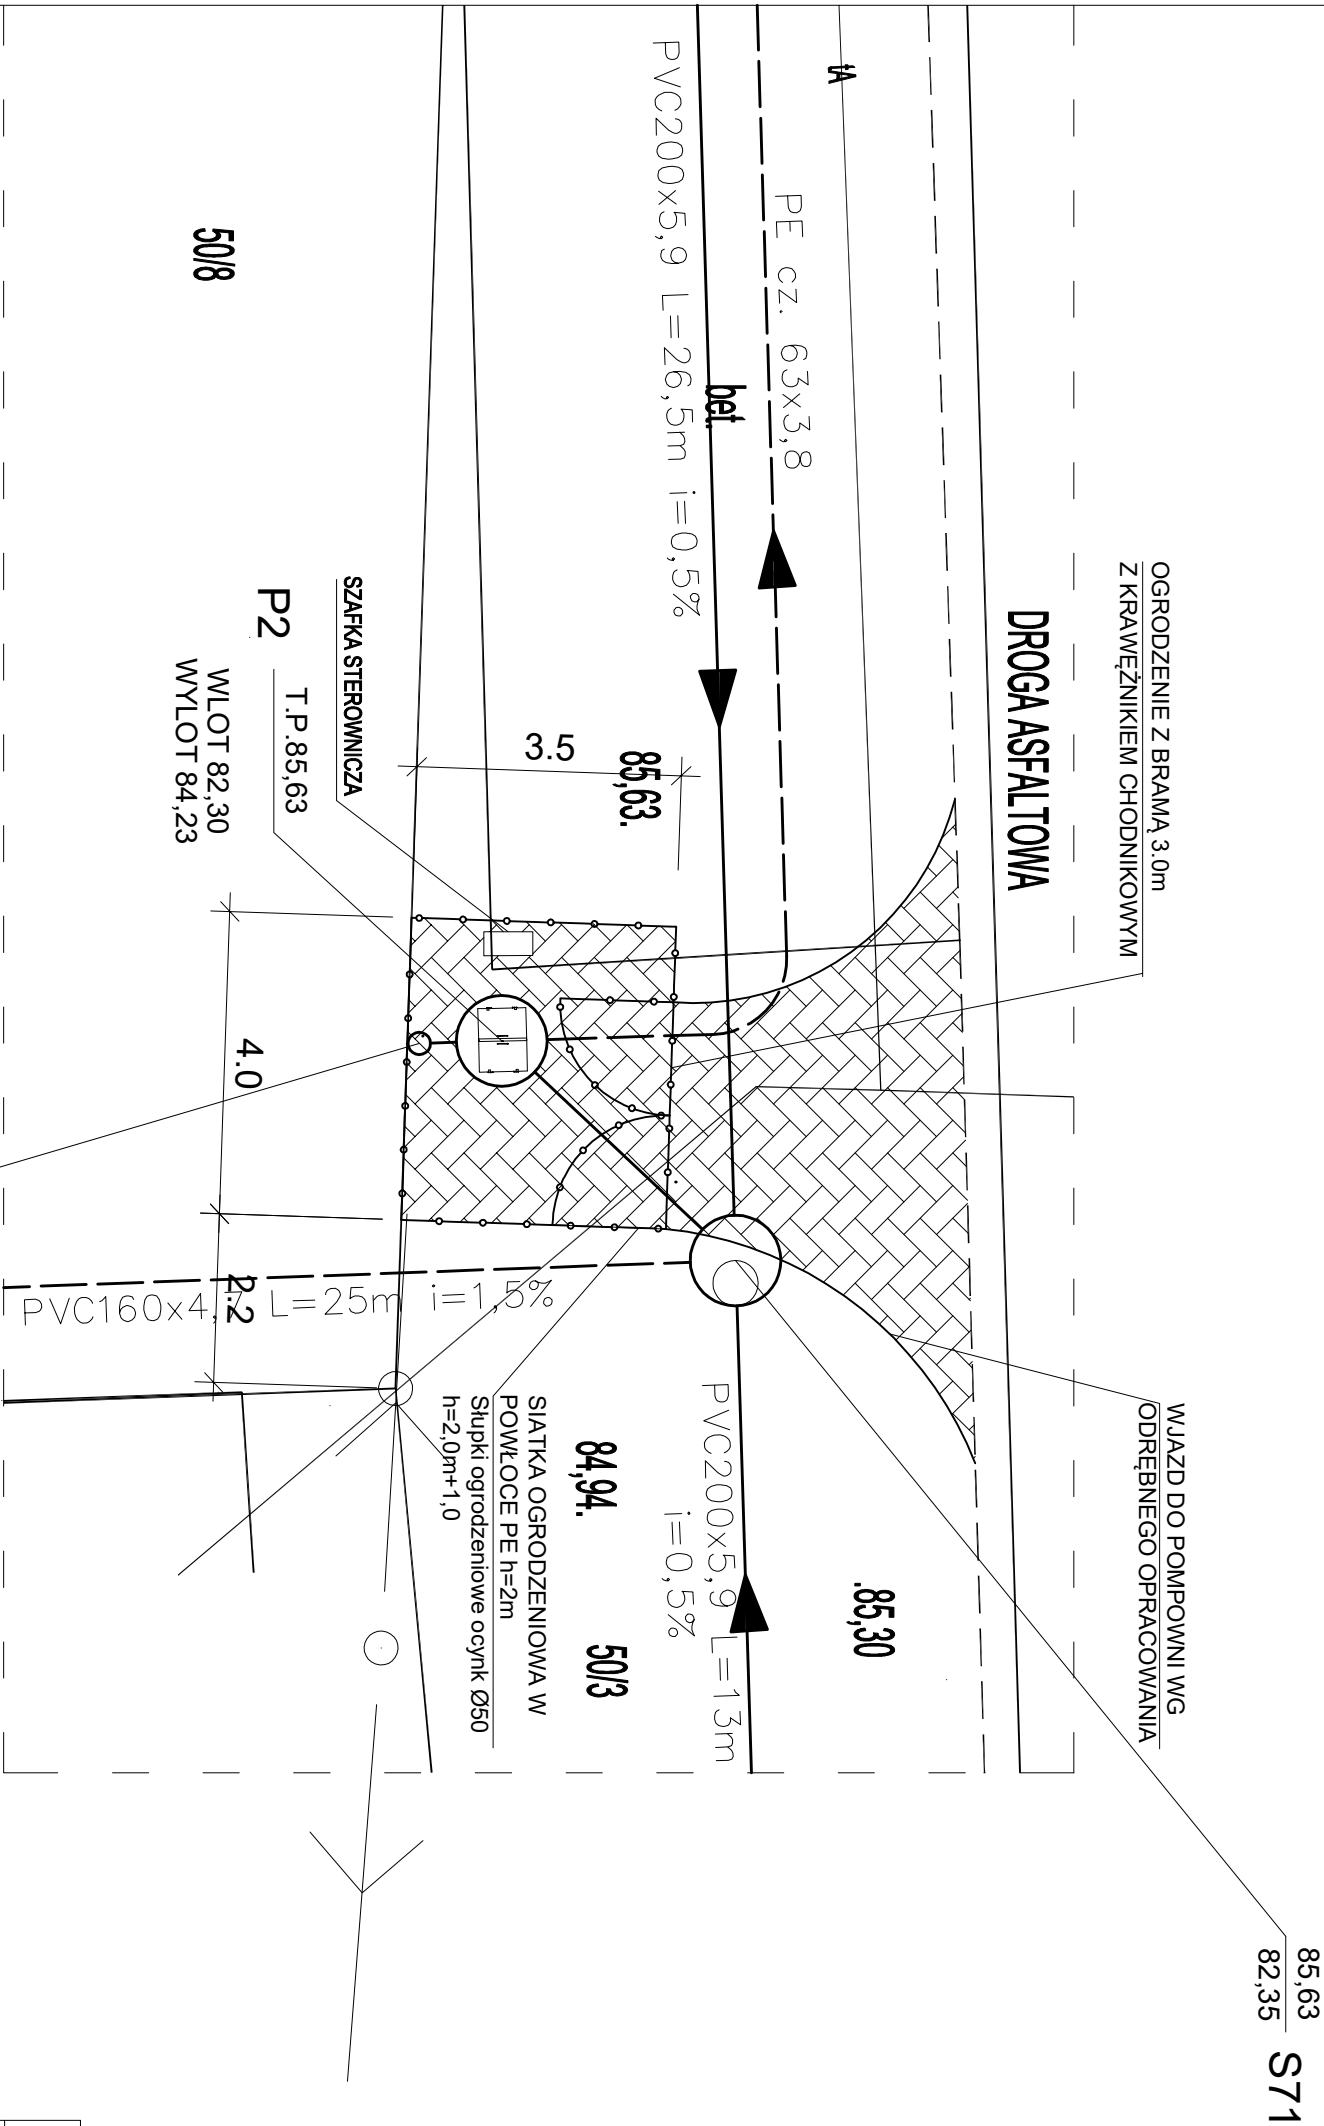 OGRODZENIE Z BRAMĄ 3.0m
Z KRAWĘŻNIKIEM CHODNIKOWYM
DROGA ASFALTOWA
WJAZD DO POMPOWNI WG
ODRĘBNEGO OPRACOWANIA
85,63
82,35
S71
tA
PE cz. 63x3,8
bet.
PVC200x5,9 L=26,5m i=0,5%
.85,30
PVC200x5,9 L=13m
i=0,5%
85,63.
3.5
50/3
84,94.
SIATKA OGRODZENIOWA W
POWŁOCE PE h=2m
Słupki ogrodzeniowe ocynk Ø50
h=2,0m+1,0
SZAFKA STEROWNICZA
P2
T.P.85,63
WLOT 82,30
WYLOT 84,23
50/8
4.0
2.2
PVC160x4,7 L=25m i=1,5%